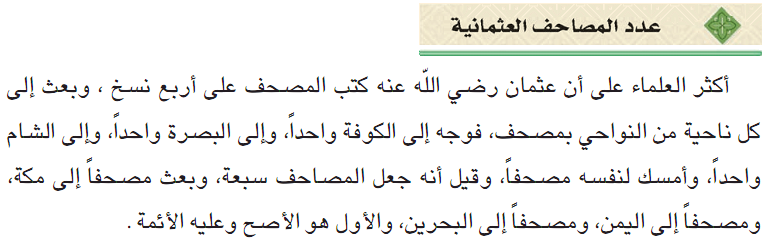 عدد المصاحف العثمانية
أكثر العلماء على أن عثمان رضي الله عنه كتب المصحف على أربع نسخ ، وبعث إلى
كل ناحية من النواحي بمصحف، فوجه إلى الكوفة واحداً، وإلى البصرة واحداً، وإلى الشام
واحداً، وأمسك لنفسه مصحفاً، وقيل أنه جعل المصاحف سبعة، وبعث مصحفاً إلى مكة،
ومصحفاً إلى اليمن، ومصحفاً إلى البحرين، والأول هو الأصح وعليه الأئمة .